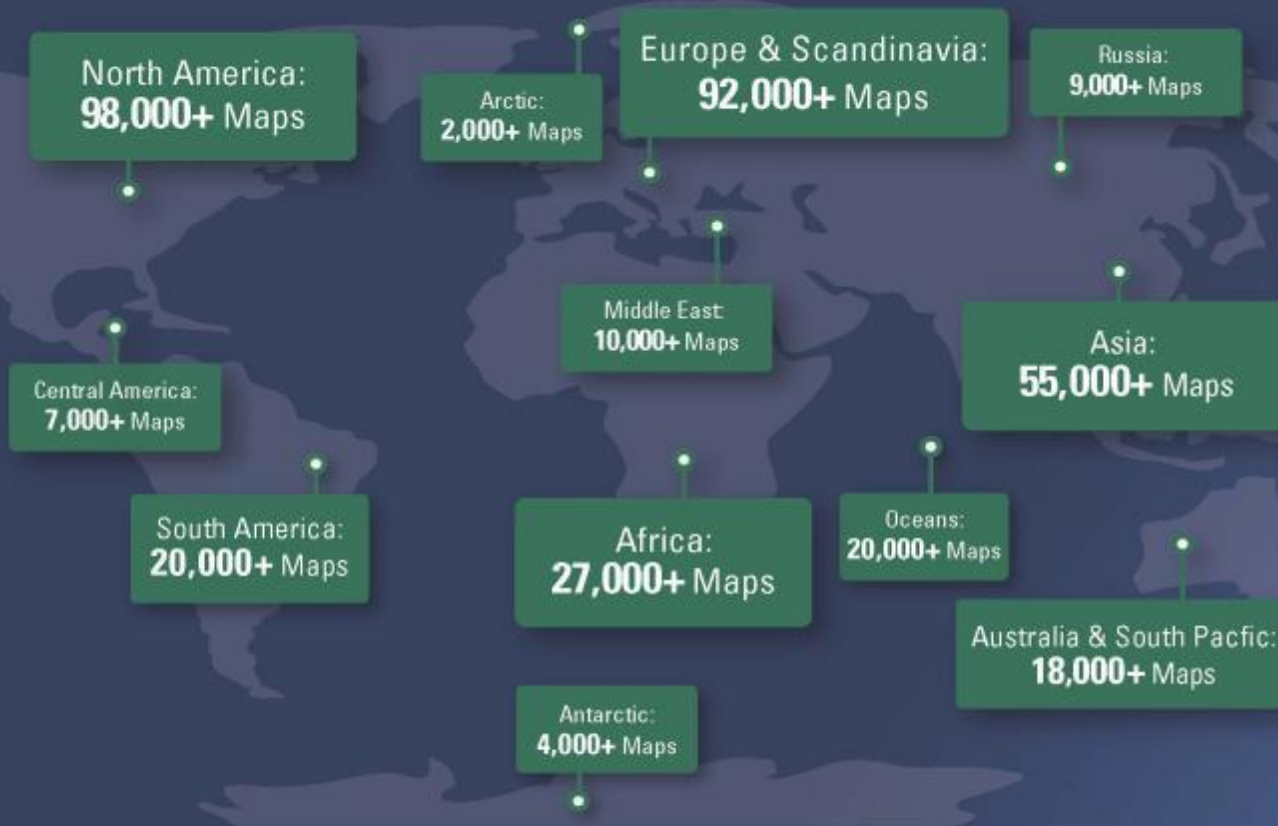 North America:
98,000+ Maps
Arctic:
2,000+ Maps
Europe & Scandinavia:
92,000+ Maps
Russia:
9,000+ Maps
Middle East:
10,000+ Maps
Asia:
55,000+ Maps
Central America:
7,000+ Maps
South America:
20,000+ Maps
Africa:
27,000+ Maps
Oceans:
20,000+ Maps
Australia & South Pacfic:
18,000+ Maps
Antarctic:
4,000+ Maps